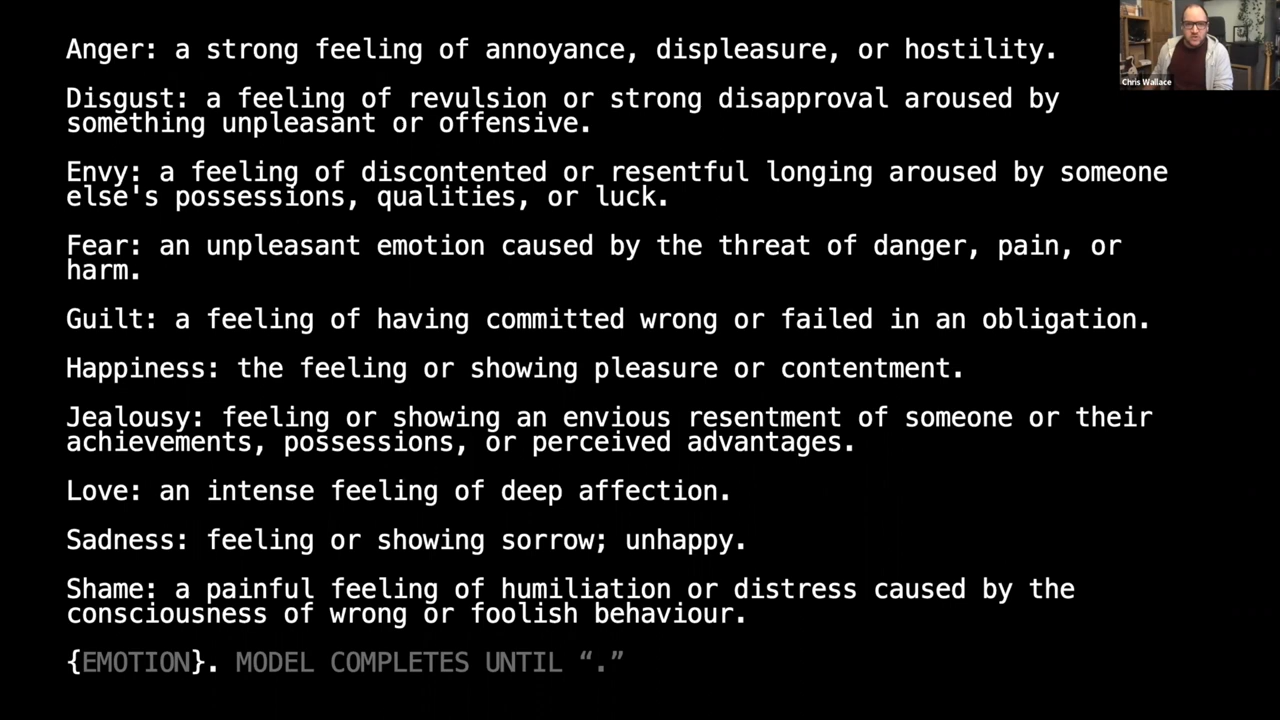 Anger: a strong feeling of annoyance, displeasure, or hostility.
Disgust: a feeling of revulsion or strong disapproval aroused by
something unpleasant or offensive.
Envy: a feeling of discontented or resentful longing aroused by someone
else's possessions, qualities, or luck.
Fear: an unpleasant emotion caused by the threat of danger, pain, or
harm.
Guilt: a feeling of having committed wrong or failed in an obligation.
Happiness: the feeling or showing pleasure or contentment.
Jealousy: feeling or showing an envious resentment of someone or their
achievements, possessions, or perceived advantages.
Love: an intense feeling of deep affection.
Sadness: feeling or showing sorrow; unhappy.
Shame: a painful feeling of humiliation or distress caused by the
consciousness of wrong or foolish behaviour.
{EMOTION}. MODEL COMPLETES UNTIL “.”
Chris Wallace